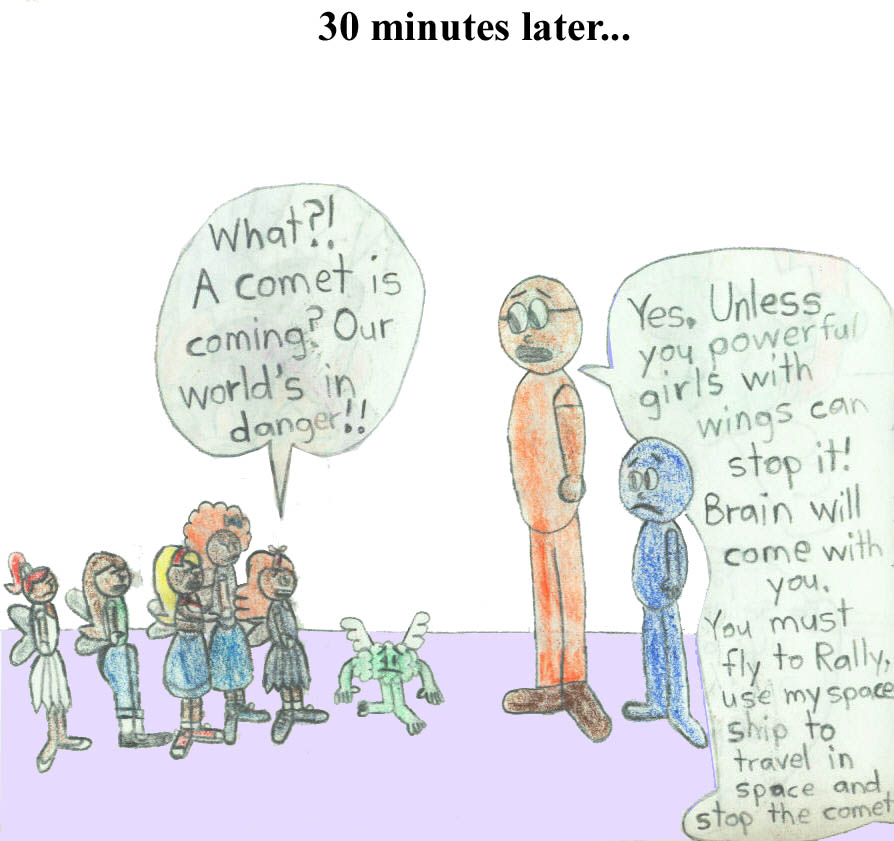 30 minutes later...
What?!
A comet is
coming? Our
world's in
danger!!
Yes. Unless
you powerful
girls with
wings can
stop it!
Brain will
come with
you.
You must
fly to Rally,
use my space
ship to
travel in
space and
stop the comet